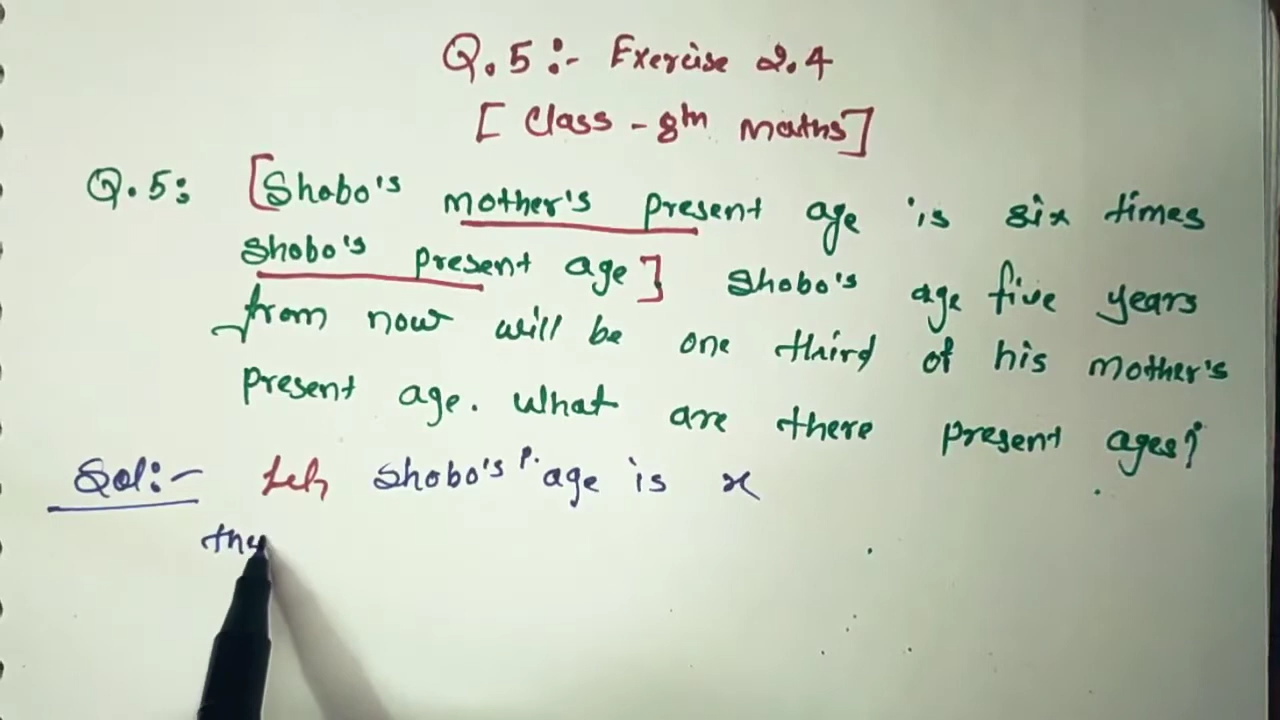 Q.5:- Exercise 2.4
[Class - 8th maths]
Q.5: [Shobo's mother's present age is six times
Shobo's present age] Shobo's age five years
from now will be one third of his mother's
present age. What are there present ages?
Sol:- Let, Shobo's P. age is x
the